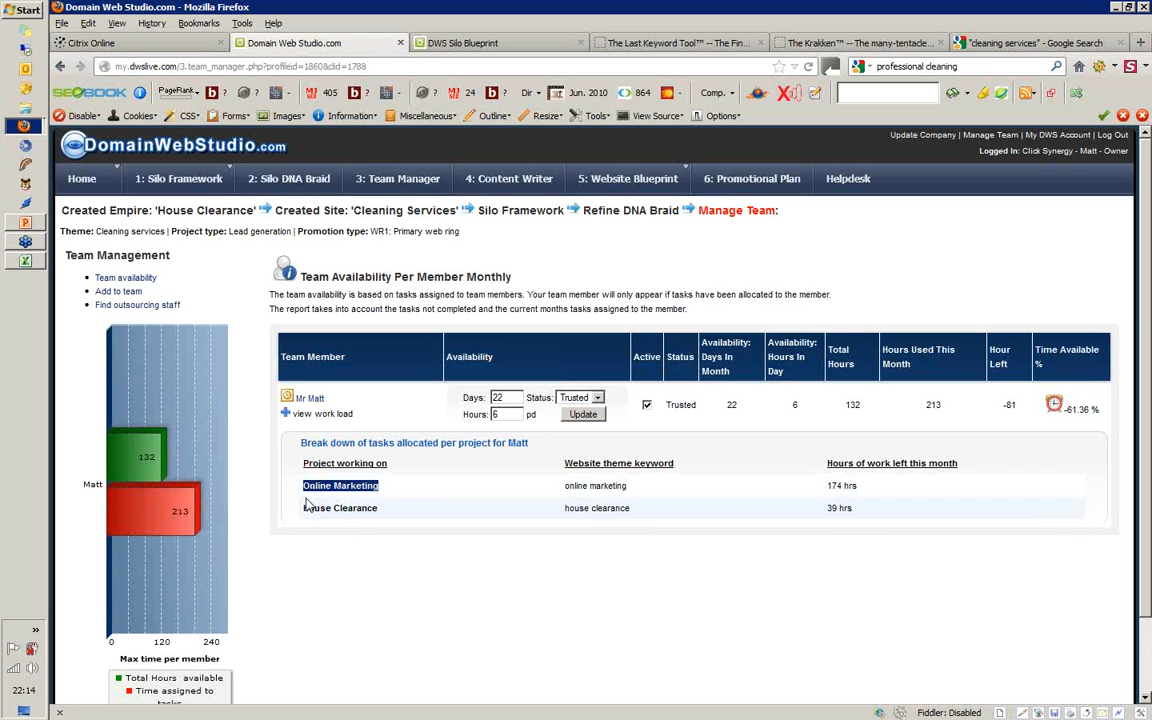 Start
Domain Web Studio.com - Mozilla Firefox
File Edit View History Bookmarks Tools Help
Citrix Online
Domain Web Studio.com
DWS Silo Blueprint
The Last Keyword Tool™ -- The Fin...
The Krakken™ -- The many-tentacle...
"cleaning services" - Google Search
my.dwslive.com/3.team_manager.php?profileid=1860&clid=1788
professional cleaning
SEOBOOK PageRank ? ? 405 ? 24 ? Dir Jun. 2010 864 Comp.
Disable Cookies CSS Forms Images Information Miscellaneous Outline Resize Tools View Source Options
Update Company | Manage Team | My DWS Account | Log Out
DomainWebStudio.com
Logged In: Click Synergy - Matt - Owner
Home 1: Silo Framework 2: Silo DNA Braid 3: Team Manager 4: Content Writer 5: Website Blueprint 6: Promotional Plan Helpdesk
Created Empire: 'House Clearance' Created Site: 'Cleaning Services' Silo Framework Refine DNA Braid Manage Team:
Theme: Cleaning services | Project type: Lead generation | Promotion type: WR1: Primary web ring
Team Management
Team availability
Add to team
Find outsourcing staff
Team Availability Per Member Monthly
The team availability is based on tasks assigned to team members. Your team member will only appear if tasks have been allocated to the member.
The report takes into account the tasks not completed and the current months tasks assigned to the member.
Team Member Availability Active Status Availability: Days In Month Availability: Hours In Day Total Hours Hours Used This Month Hour Left Time Available %
Mr Matt Days: 22 Status: Trusted
view work load Hours: 6 pd Update
Trusted 22 6 132 213 -81 -61.36 %
Break down of tasks allocated per project for Matt
Project working on Website theme keyword Hours of work left this month
Online Marketing online marketing 174 hrs
House Clearance house clearance 39 hrs
132
Matt
213
0 120 240
Max time per member
Total Hours available
Time assigned to
tasks
22:14
Fiddler: Disabled